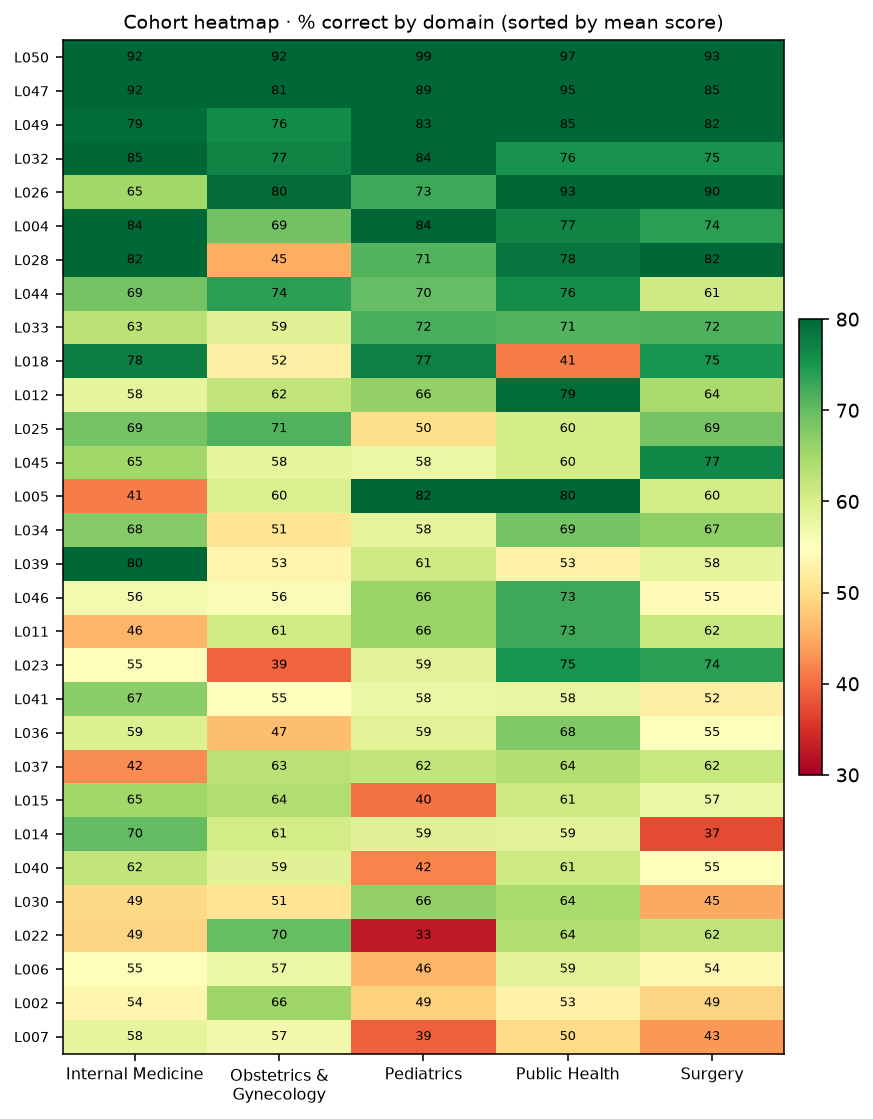 Cohort heatmap · % correct by domain (sorted by mean score)
L050 92 92 99 97 93
L047 92 81 89 95 85
L049 79 76 83 85 82
L032 85 77 84 76 75
L026 65 80 73 93 90
L004 84 69 84 77 74
L028 82 45 71 78 82
L044 69 74 70 76 61
L033 63 59 72 71 72
L018 78 52 77 41 75
L012 58 62 66 79 64
L025 69 71 50 60 69
L045 65 58 58 60 77
L005 41 60 82 80 60
L034 68 51 58 69 67
L039 80 53 61 53 58
L046 56 56 66 73 55
L011 46 61 66 73 62
L023 55 39 59 75 74
L041 67 55 58 58 52
L036 59 47 59 68 55
L037 42 63 62 64 62
L015 65 64 40 61 57
L014 70 61 59 59 37
L040 62 59 42 61 55
L030 49 51 66 64 45
L022 49 70 33 64 62
L006 55 57 46 59 54
L002 54 66 49 53 49
L007 58 57 39 50 43
Internal Medicine Obstetrics & Pediatrics Public Health Surgery
Gynecology
80
70
60
50
40
30